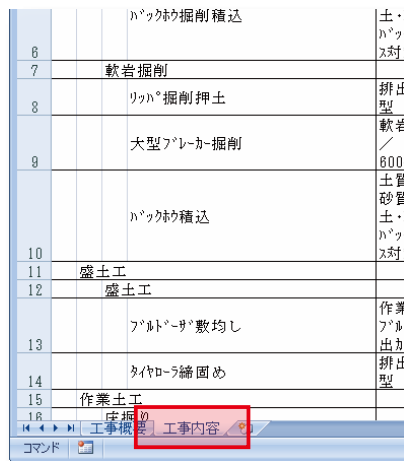 ﾊﾞｯｸﾎｳ掘削積込
土・
ﾊﾞｯ
ｽ対
6
7 軟岩掘削
8 ﾘｯﾊﾟ掘削押土
排出
型
9 大型ﾌﾞﾚｰｶｰ掘削
軟岩
／
600
10 ﾊﾞｯｸﾎｳ積込
土質
砂質
土・
ﾊﾞｯ
ｽ対
11 盛土工
12 盛土工
13 ﾌﾞﾙﾄﾞｰｻﾞ敷均し
作業
ﾌﾞﾙ
出力
14 ﾀｲﾔﾛｰﾗ締固め
排出
型
15 作業土工
16 床掘り
工事概要 工事内容
コマンド